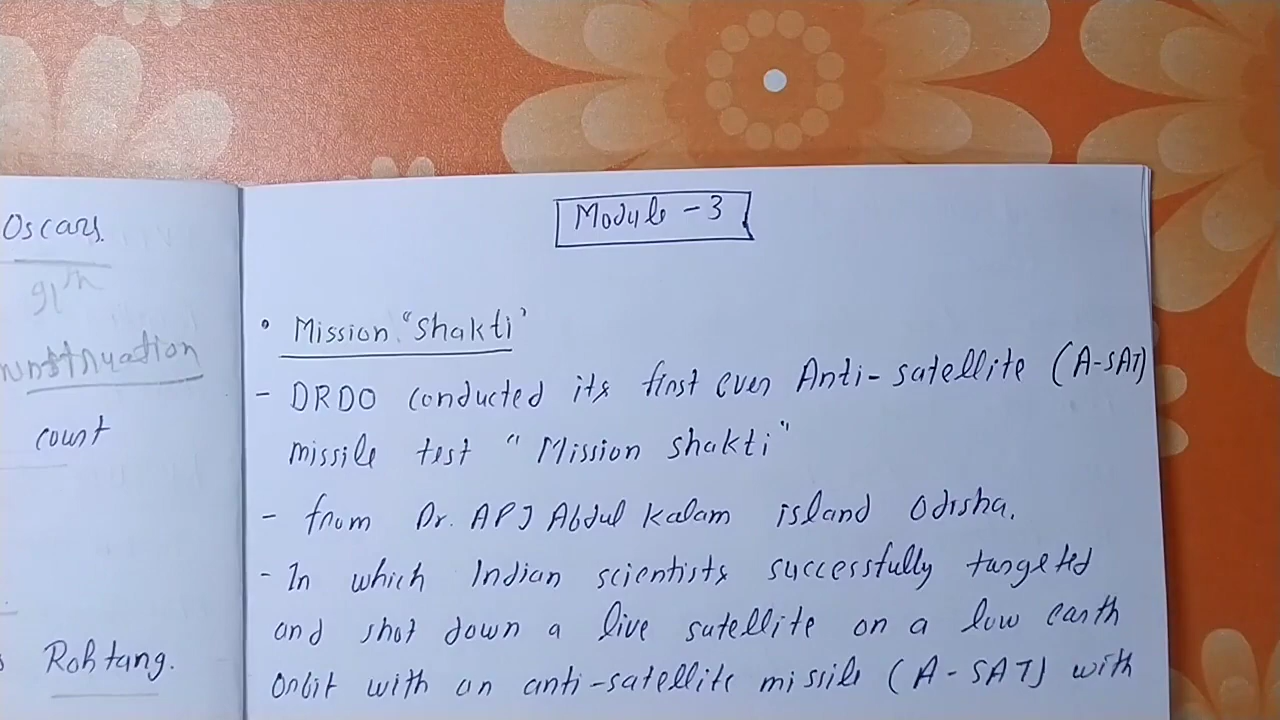 Oscars.
91th
count
Rohtang.
Module - 3
• Mission "Shakti"
- DRDO conducted its first ever Anti-satellite (A-SAT)
missile test "Mission Shakti"
- from Dr. APJ Abdul Kalam island Odisha.
- In which Indian scientists successfully targeted
and shot down a live satellite on a low earth
orbit with an anti-satellite missile (A-SAT) with